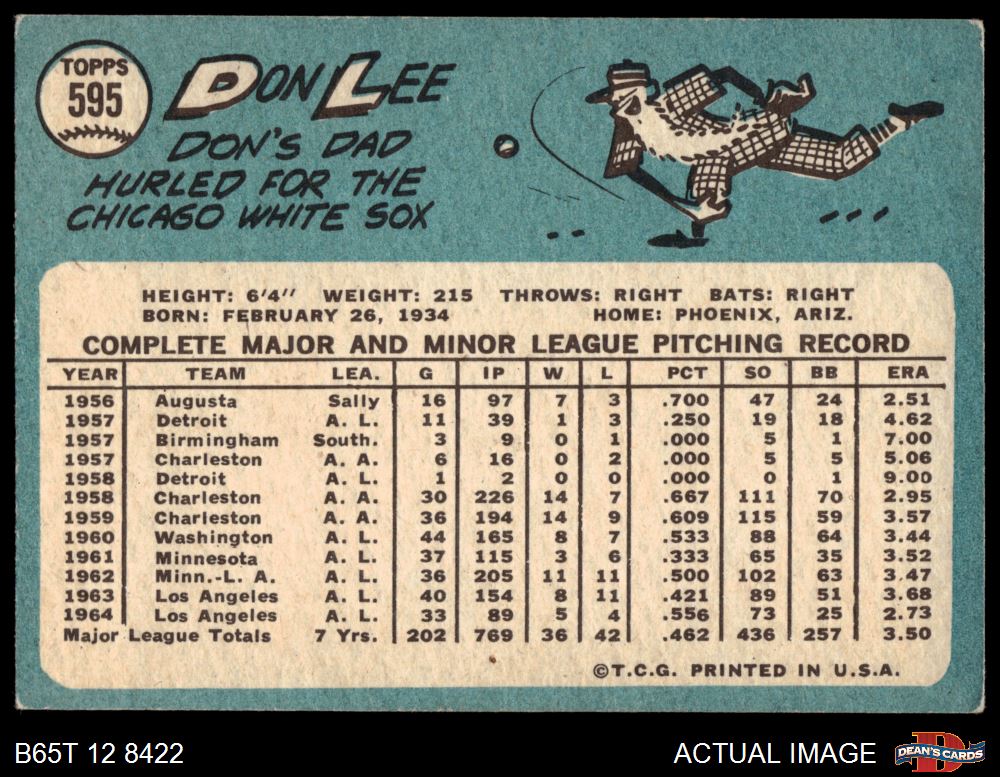 TOPPS
595
DON LEE
DON'S DAD
HURLED FOR THE
CHICAGO WHITE SOX
HEIGHT: 6'4" WEIGHT: 215 THROWS: RIGHT BATS: RIGHT
BORN: FEBRUARY 26, 1934 HOME: PHOENIX, ARIZ.
COMPLETE MAJOR AND MINOR LEAGUE PITCHING RECORD
YEAR TEAM LEA. G IP W L PCT SO BB ERA
1956 Augusta Sally 16 97 7 3 .700 47 24 2.51
1957 Detroit A. L. 11 39 1 3 .250 19 18 4.62
1957 Birmingham South. 3 9 0 1 .000 5 1 7.00
1957 Charleston A. A. 6 16 0 2 .000 5 5 5.06
1958 Detroit A. L. 1 2 0 0 .000 0 1 9.00
1958 Charleston A. A. 30 226 14 7 .667 111 70 2.95
1959 Charleston A. A. 36 194 14 9 .609 115 59 3.57
1960 Washington A. L. 44 165 8 7 .533 88 64 3.44
1961 Minnesota A. L. 37 115 3 6 .333 65 35 3.52
1962 Minn.-L. A. A. L. 36 205 11 11 .500 102 63 3.47
1963 Los Angeles A. L. 40 154 8 11 .421 89 51 3.68
1964 Los Angeles A. L. 33 89 5 4 .556 73 25 2.73
Major League Totals 7 Yrs. 202 769 36 42 .462 436 257 3.50
©T.C.G. PRINTED IN U.S.A.
B65T 12 8422 ACTUAL IMAGE DEAN'S CARDS